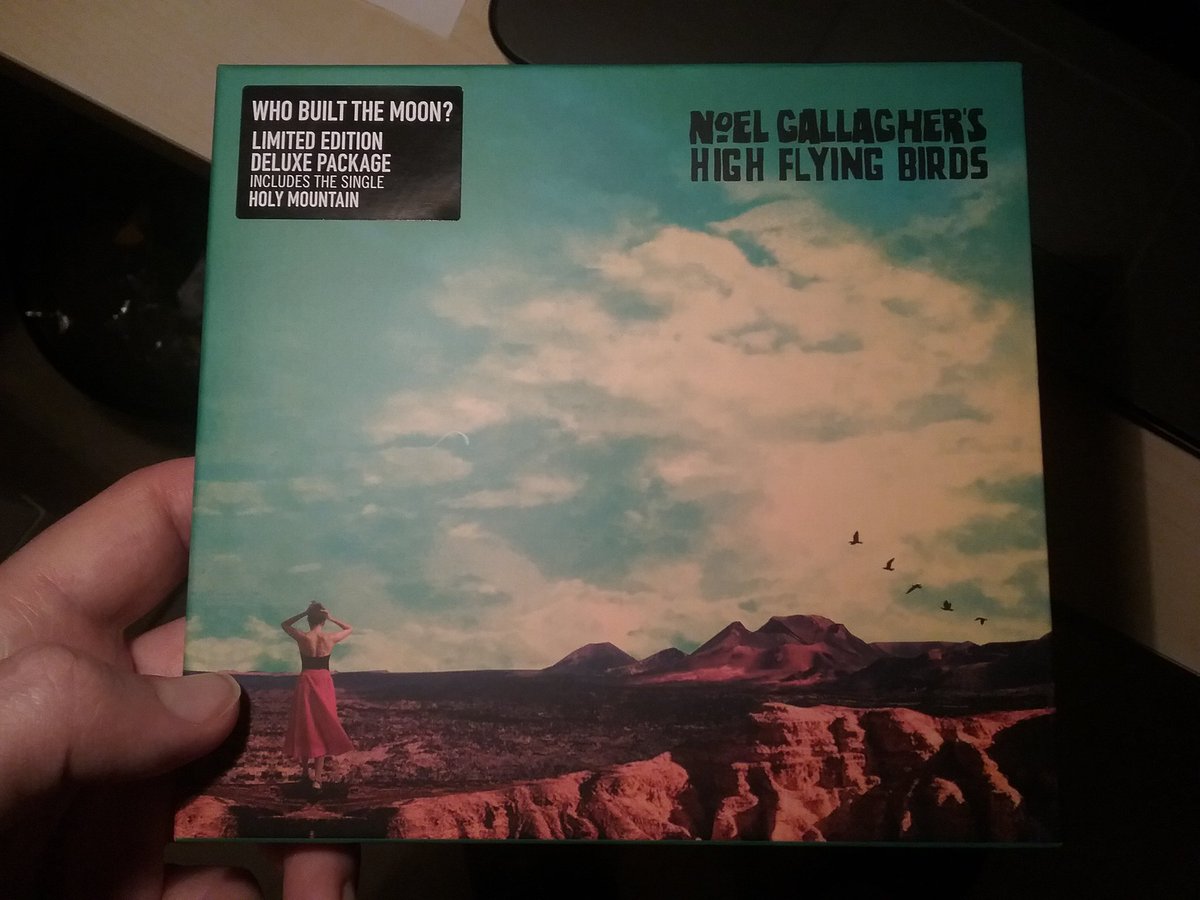 WHO BUILT THE MOON?
LIMITED EDITION
DELUXE PACKAGE
INCLUDES THE SINGLE
HOLY MOUNTAIN
NOEL GALLAGHER'S
HIGH FLYING BIRDS